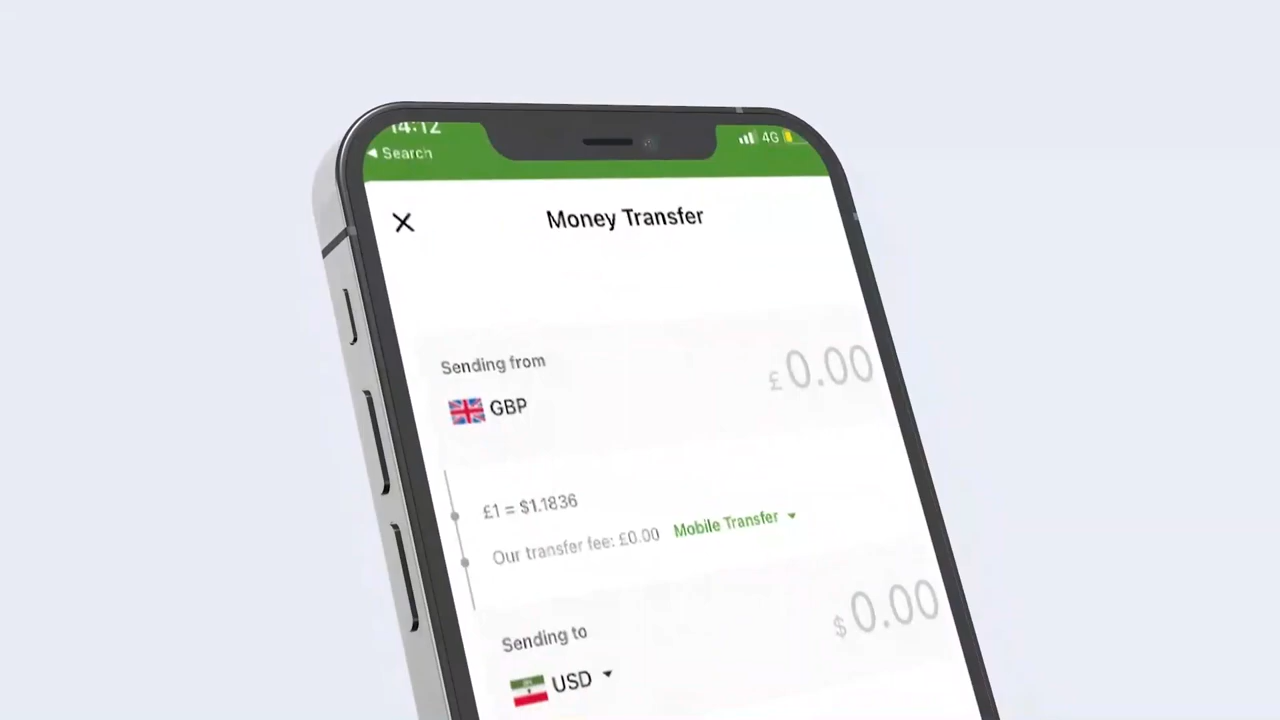 14:12
4G
◀ Search
Money Transfer
Sending from
£0.00
GBP
£1 = $1.1836
Our transfer fee: £0.00 Mobile Transfer
Sending to
$0.00
USD